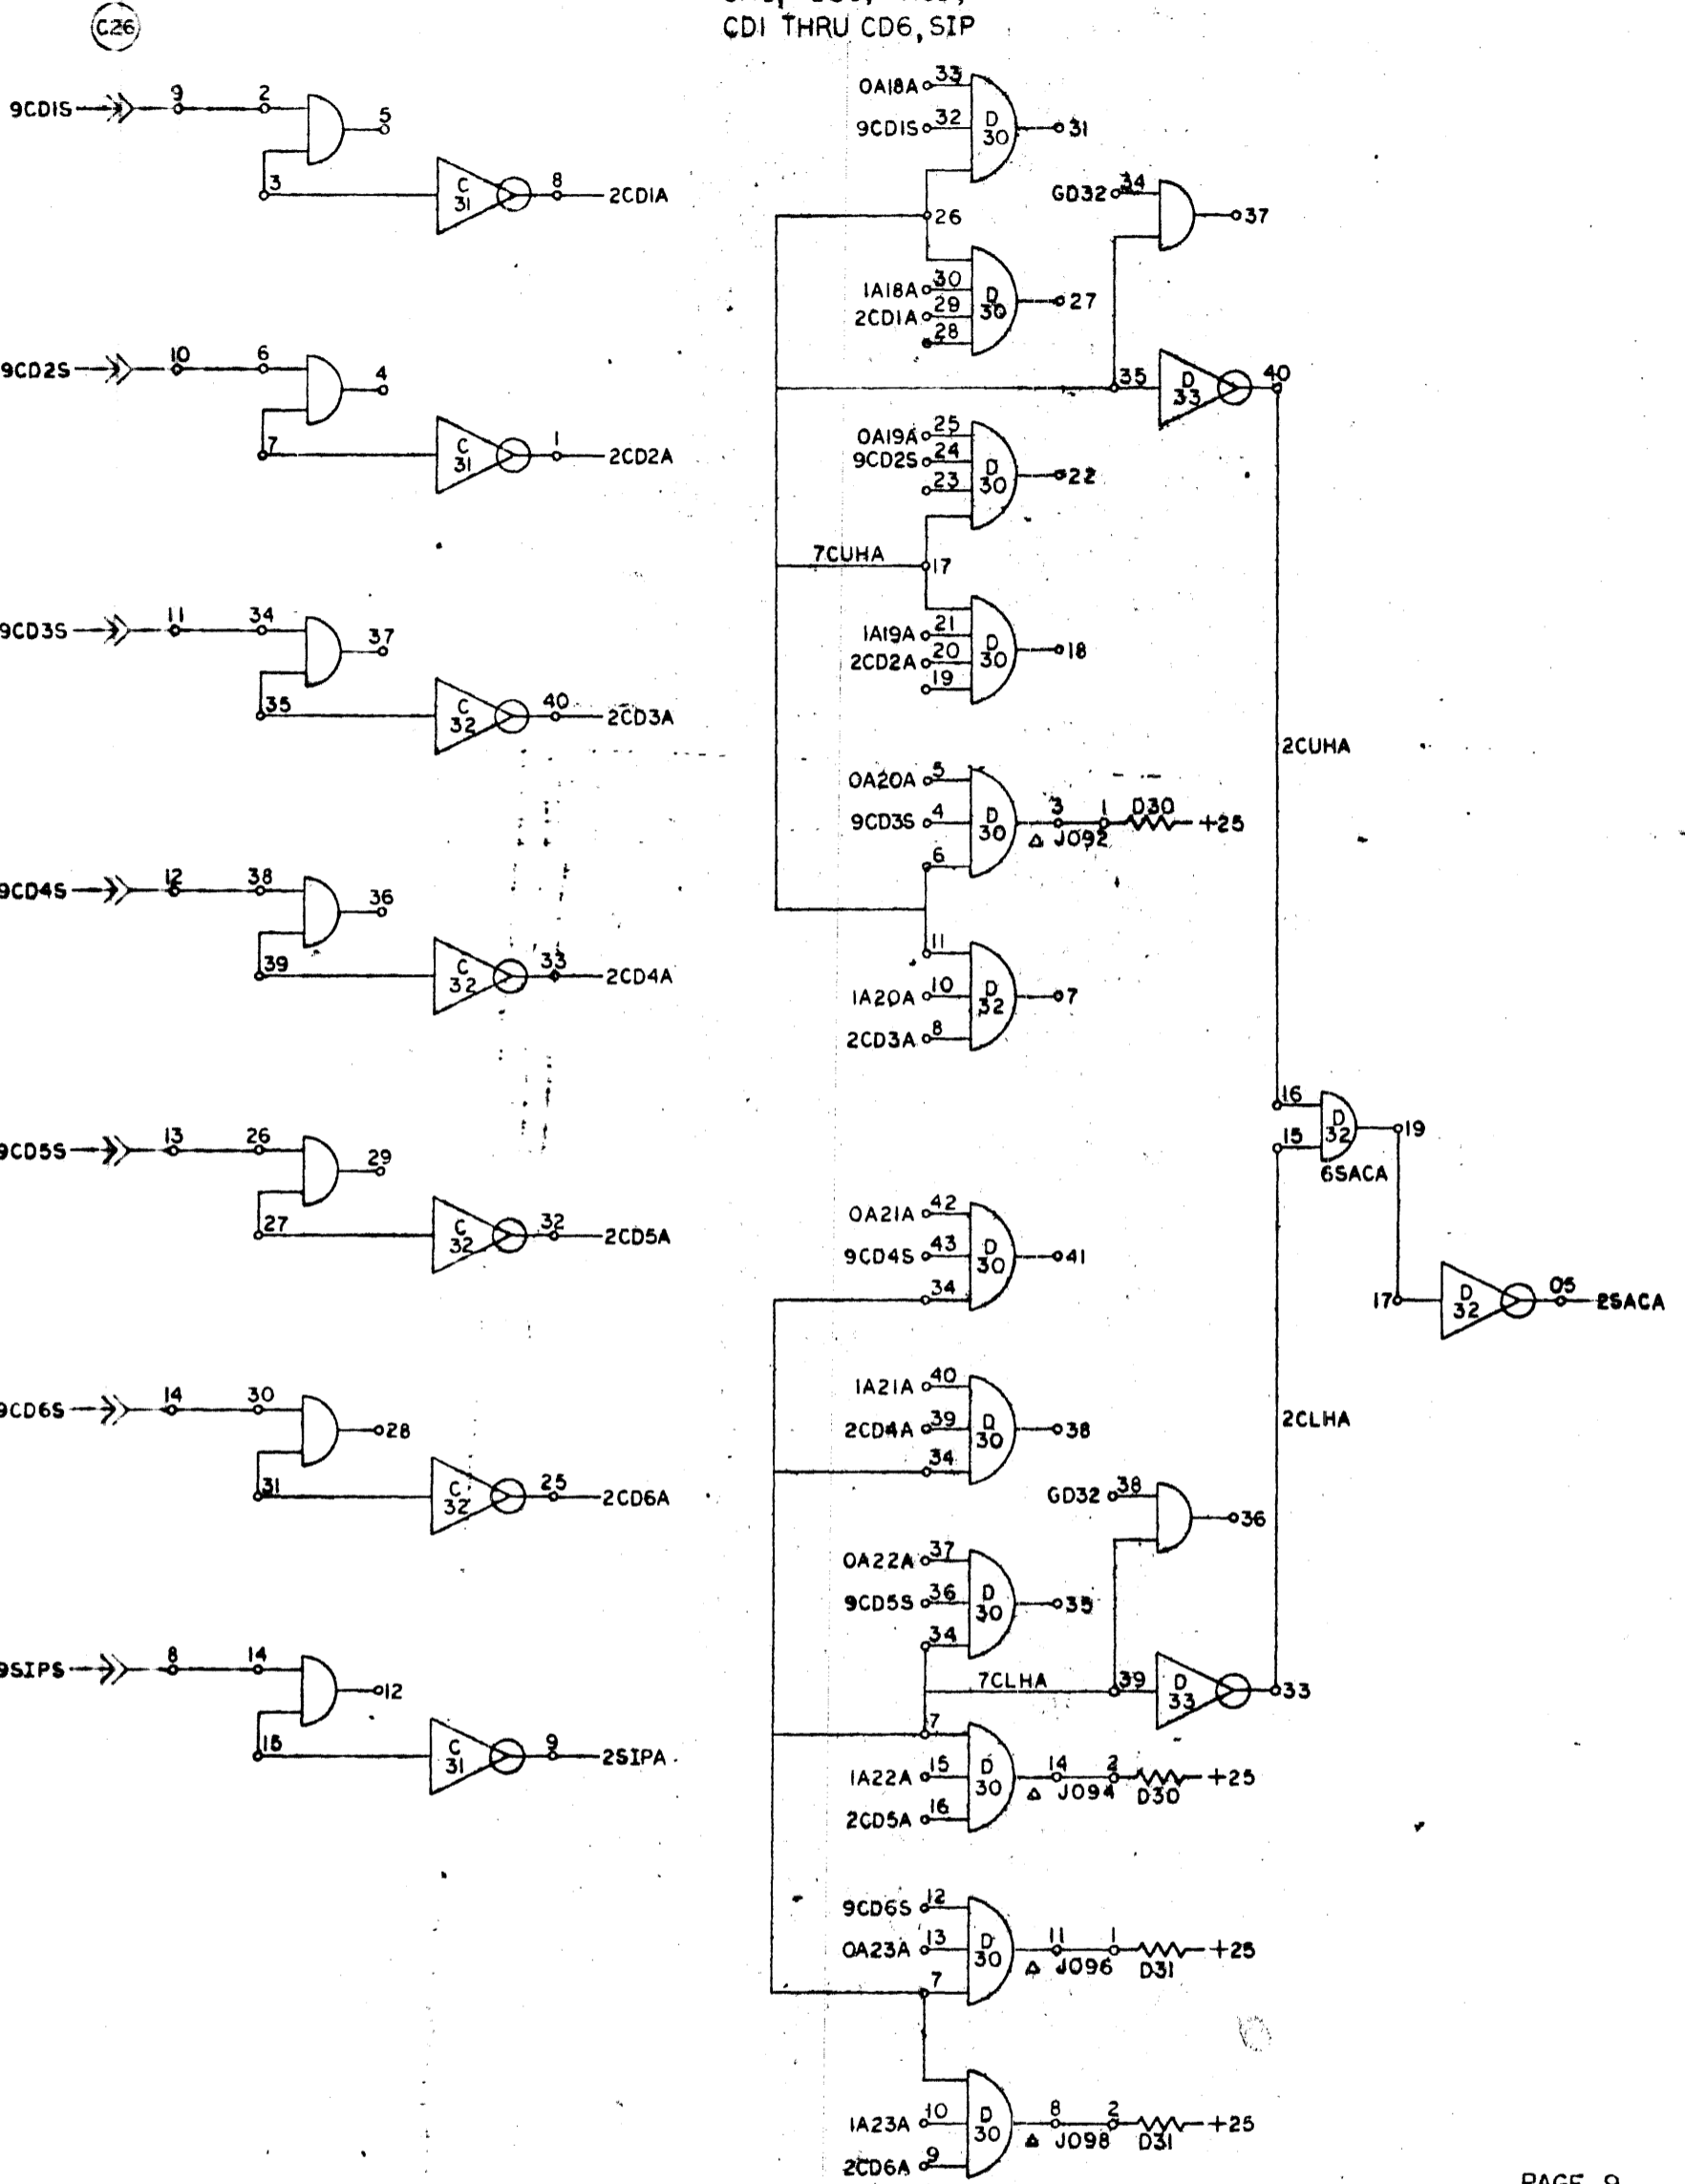 CD1 THRU CD6, SIP
C26
9CD1S 9 2 5
3 C 31 8 2CD1A
9CD2S 10 6 4
7 C 31 1 2CD2A
9CD3S 11 34 37
35 C 32 40 2CD3A
9CD4S 12 38 36
39 C 32 33 2CD4A
9CD5S 13 26 29
27 C 32 32 2CD5A
9CD6S 14 30 28
31 C 32 25 2CD6A
9SIPS 8 14 12
15 C 31 9 2SIPA
0A18A 33
9CD1S 32 D 30 31
26
1A18A 30
2CD1A 29 D 30 27
28
GD32 34 37
35 D 33 40
0A19A 25
9CD2S 24 D 30 22
23
7CUHA 17
1A19A 21
2CD2A 20 D 30 18
19
2CUHA
0A20A 5
9CD3S 4 D 30 3 1 D30 +25
Δ J092
6
11
1A20A 10 D 32 7
2CD3A 8
16
15 D 32 19
6SACA
17 D 32 05 2SACA
0A21A 42
9CD4S 43 D 30 41
34
1A21A 40
2CD4A 39 D 30 38
34
2CLHA
GD32 38 36
0A22A 37
9CD5S 36 D 30 35
34
7CLHA 39 D 33 33
7
1A22A 15 D 30 14 2 +25
Δ J094 D30
2CD5A 16
9CD6S 12
0A23A 13 D 30 11 1 +25
Δ J096 D31
7
1A23A 10 D 30 8 2 +25
Δ J098 D31
2CD6A 9
PAGE 9